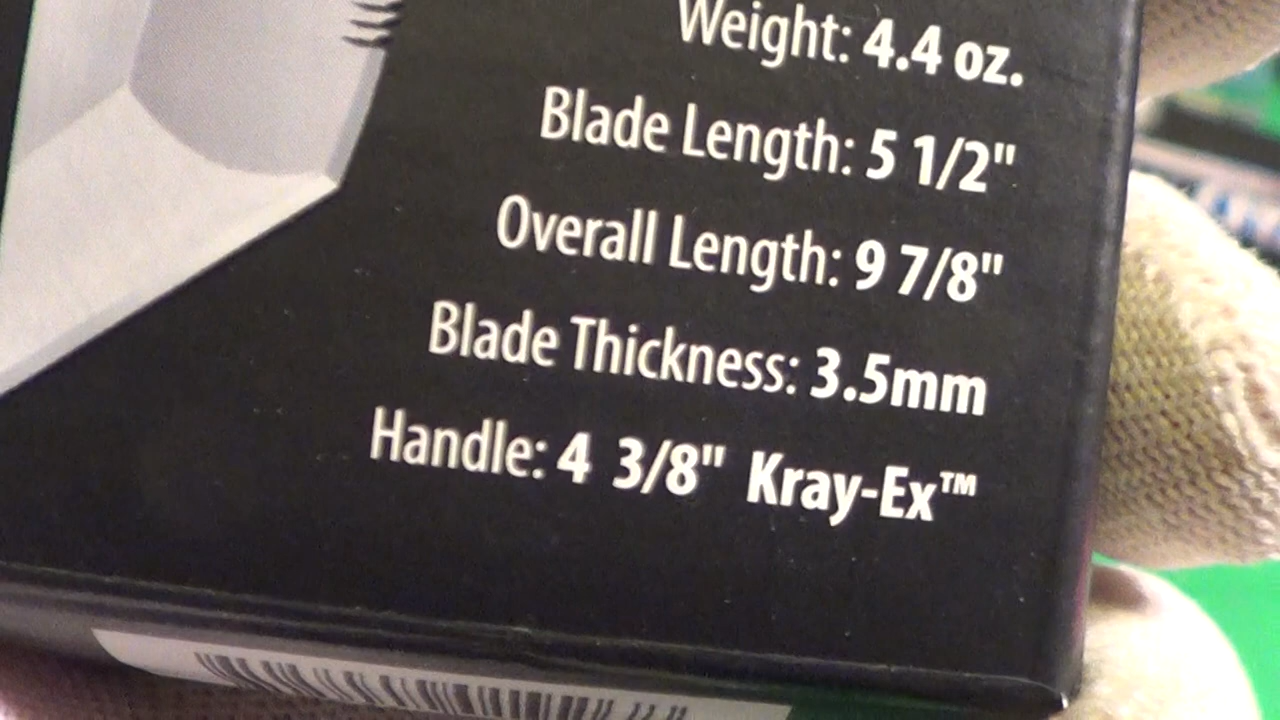 Weight: 4.4 oz.
Blade Length: 5 1/2"
Overall Length: 9 7/8"
Blade Thickness: 3.5mm
Handle: 4 3/8" Kray-Ex™